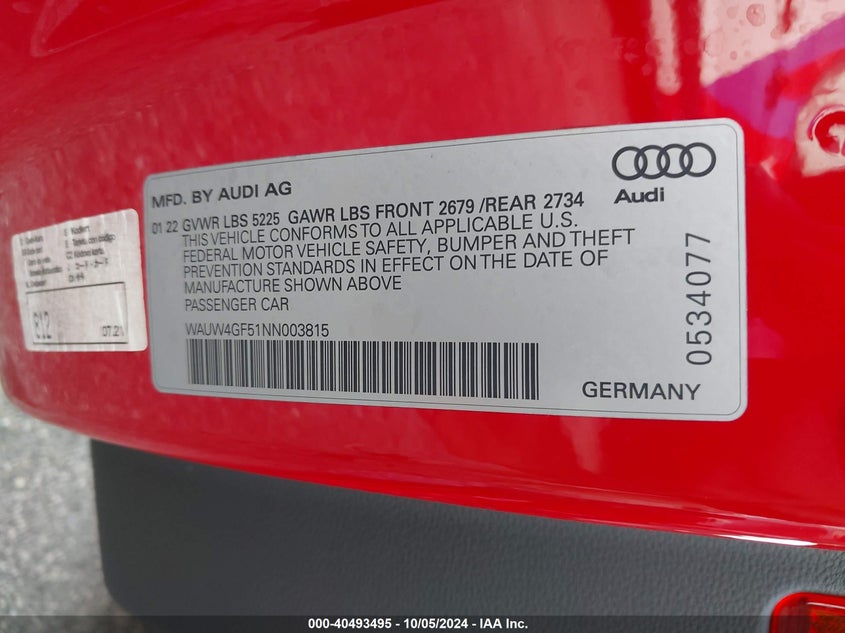 MFD. BY AUDI AG
Audi
01 22 GVWR LBS 5225 GAWR LBS FRONT 2679 /REAR 2734
THIS VEHICLE CONFORMS TO ALL APPLICABLE U.S.
FEDERAL MOTOR VEHICLE SAFETY, BUMPER AND THEFT
PREVENTION STANDARDS IN EFFECT ON THE DATE OF
MANUFACTURE SHOWN ABOVE
PASSENGER CAR
WAUW4GF51NN003815
GERMANY
0534077
07.21
000-40493495 - 10/05/2024 - IAA Inc.